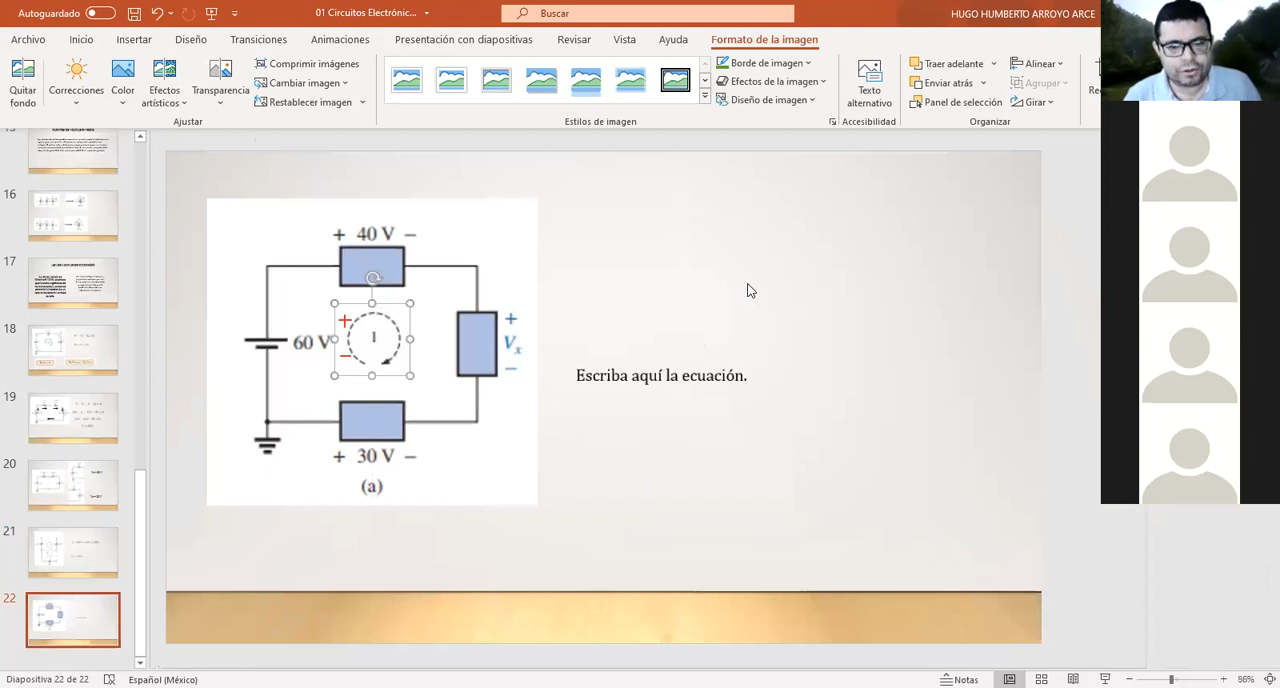 Autoguardado
01 Circuitos Electrónic...
Buscar
HUGO HUMBERTO ARROYO ARCE
Archivo Inicio Insertar Diseño Transiciones Animaciones Presentación con diapositivas Revisar Vista Ayuda Formato de la imagen
Quitar fondo
Correcciones
Color
Efectos artísticos
Transparencia
Comprimir imágenes
Cambiar imagen
Restablecer imagen
Ajustar
Estilos de imagen
Borde de imagen
Efectos de la imagen
Diseño de imagen
Texto alternativo
Accesibilidad
Traer adelante
Enviar atrás
Panel de selección
Alinear
Agrupar
Girar
Organizar
16
17
18
19
20
21
22
+ 40 V −
60 V
+
−
I
+
Vx
−
+ 30 V −
(a)
Escriba aquí la ecuación.
Diapositiva 22 de 22
Español (México)
Notas
56%